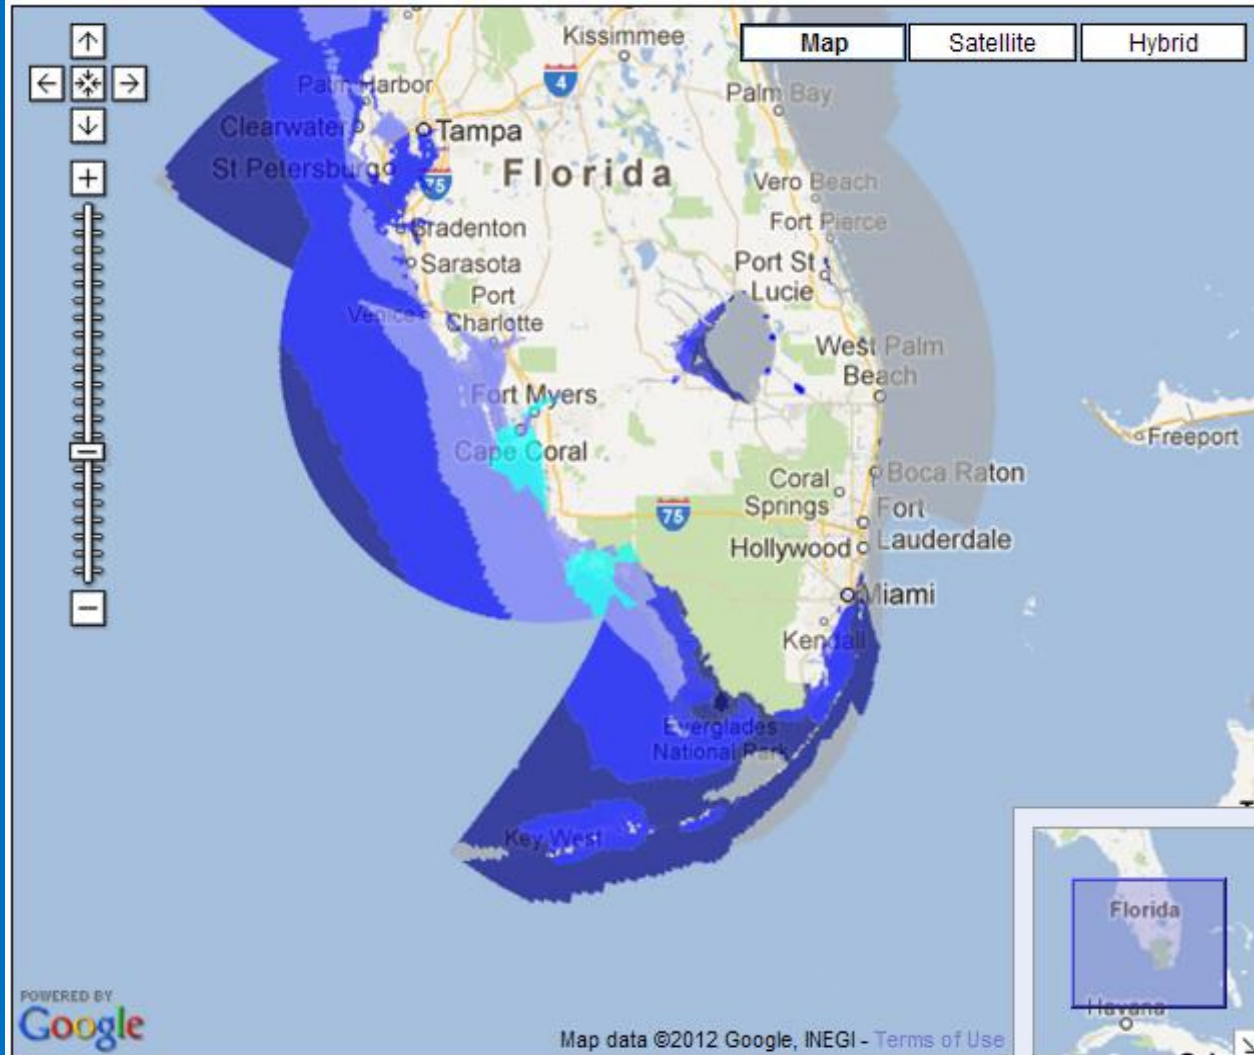 Kissimmee
Map
Satellite
Hybrid
4
Palm Harbor
Palm Bay
Clearwater
Tampa
St Petersburg
75
Florida
Vero Beach
Bradenton
Fort Pierce
Sarasota
Port St
Lucie
Port
Charlotte
Venice
West Palm
Beach
Fort Myers
Cape Coral
Freeport
Coral
Springs
Boca Raton
75
Fort
Lauderdale
Hollywood
Miami
Kendall
Everglades
National Park
Key West
Florida
Havana
POWERED BY
Google
Map data ©2012 Google, INEGI - Terms of Use